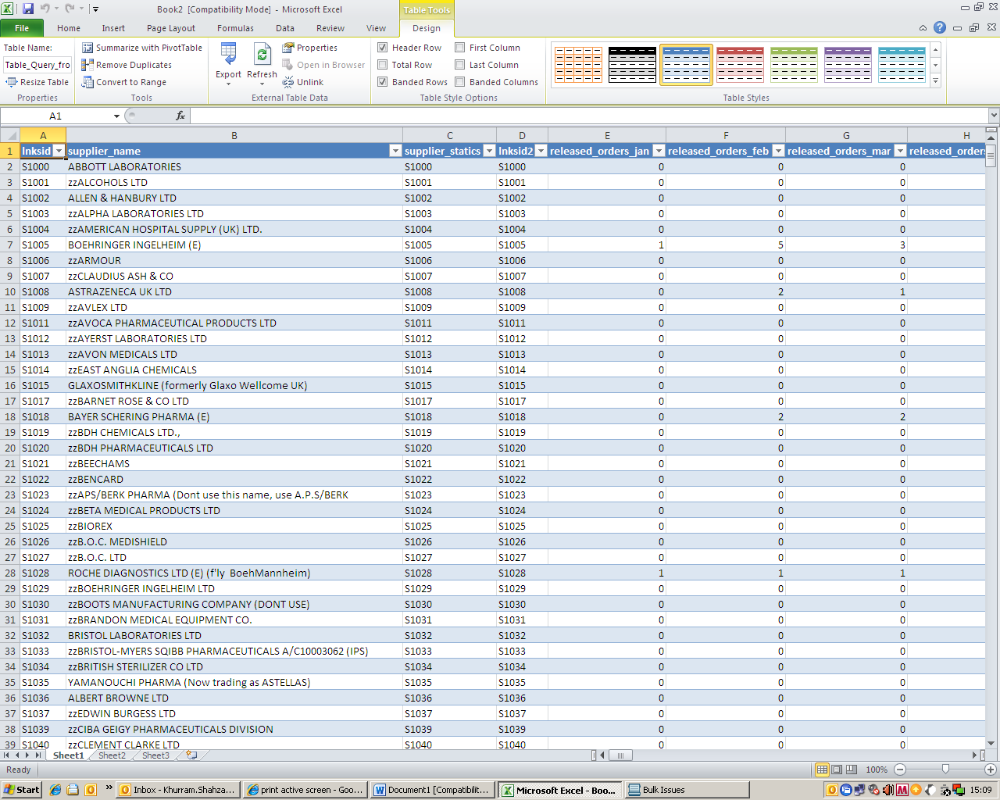 Book2 [Compatibility Mode] - Microsoft Excel
Table Tools
File Home Insert Page Layout Formulas Data Review View Design
Table Name: Summarize with PivotTable Properties Header Row First Column
Table_Query_fro Remove Duplicates Export Refresh Open in Browser Total Row Last Column
Resize Table Convert to Range Unlink Banded Rows Banded Columns
Properties Tools External Table Data Table Style Options Table Styles
A1 fx
A B C D E F G H
1 lnksid supplier_name supplier_statics lnksid2 released_orders_jan released_orders_feb released_orders_mar released_orders
2 S1000 ABBOTT LABORATORIES S1000 S1000 0 0 0
3 S1001 zzALCOHOLS LTD S1001 S1001 0 0 0
4 S1002 ALLEN & HANBURY LTD S1002 S1002 0 0 0
5 S1003 zzALPHA LABORATORIES LTD S1003 S1003 0 0 0
6 S1004 zzAMERICAN HOSPITAL SUPPLY (UK) LTD. S1004 S1004 0 0 0
7 S1005 BOEHRINGER INGELHEIM (E) S1005 S1005 1 5 3
8 S1006 zzARMOUR S1006 S1006 0 0 0
9 S1007 zzCLAUDIUS ASH & CO S1007 S1007 0 0 0
10 S1008 ASTRAZENECA UK LTD S1008 S1008 0 2 1
11 S1009 zzAVLEX LTD S1009 S1009 0 0 0
12 S1011 zzAVOCA PHARMACEUTICAL PRODUCTS LTD S1011 S1011 0 0 0
13 S1012 zzAYERST LABORATORIES LTD S1012 S1012 0 0 0
14 S1013 zzAVON MEDICALS LTD S1013 S1013 0 0 0
15 S1014 zzEAST ANGLIA CHEMICALS S1014 S1014 0 0 0
16 S1015 GLAXOSMITHKLINE (formerly Glaxo Wellcome UK) S1015 S1015 0 0 0
17 S1017 zzBARNET ROSE & CO LTD S1017 S1017 0 0 0
18 S1018 BAYER SCHERING PHARMA (E) S1018 S1018 0 2 2
19 S1019 zzBDH CHEMICALS LTD., S1019 S1019 0 0 0
20 S1020 zzBDH PHARMACEUTICALS LTD S1020 S1020 0 0 0
21 S1021 zzBEECHAMS S1021 S1021 0 0 0
22 S1022 zzBENCARD S1022 S1022 0 0 0
23 S1023 zzAPS/BERK PHARMA (Dont use this name, use A.P.S/BERK S1023 S1023 0 0 0
24 S1024 zzBETA MEDICAL PRODUCTS LTD S1024 S1024 0 0 0
25 S1025 zzBIOREX S1025 S1025 0 0 0
26 S1026 zzB.O.C. MEDISHIELD S1026 S1026 0 0 0
27 S1027 zzB.O.C. LTD S1027 S1027 0 0 0
28 S1028 ROCHE DIAGNOSTICS LTD (E) (f'ly BoehMannheim) S1028 S1028 1 1 1
29 S1029 zzBOEHRINGER INGELHEIM LTD S1029 S1029 0 0 0
30 S1030 zzBOOTS MANUFACTURING COMPANY (DONT USE) S1030 S1030 0 0 0
31 S1031 zzBRANDON MEDICAL EQUIPMENT CO. S1031 S1031 0 0 0
32 S1032 BRISTOL LABORATORIES LTD S1032 S1032 0 0 0
33 S1033 zzBRISTOL-MYERS SQIBB PHARMACEUTICALS A/C10003062 (IPS) S1033 S1033 0 0 0
34 S1034 zzBRITISH STERILIZER CO LTD S1034 S1034 0 0 0
35 S1035 YAMANOUCHI PHARMA (Now trading as ASTELLAS) S1035 S1035 0 0 0
36 S1036 ALBERT BROWNE LTD S1036 S1036 0 0 0
37 S1037 zzEDWIN BURGESS LTD S1037 S1037 0 0 0
38 S1039 zzCIBA GEIGY PHARMACEUTICALS DIVISION S1039 S1039 0 0 0
39 S1040 zzCLEMENT CLARKE LTD S1040 S1040 0 0 0
Sheet1 Sheet2 Sheet3
Ready 100%
Start Inbox - Khurram.Shahza... print active screen - Goo... Document1 [Compatibilit... Microsoft Excel - Boo... Bulk Issues 15:09